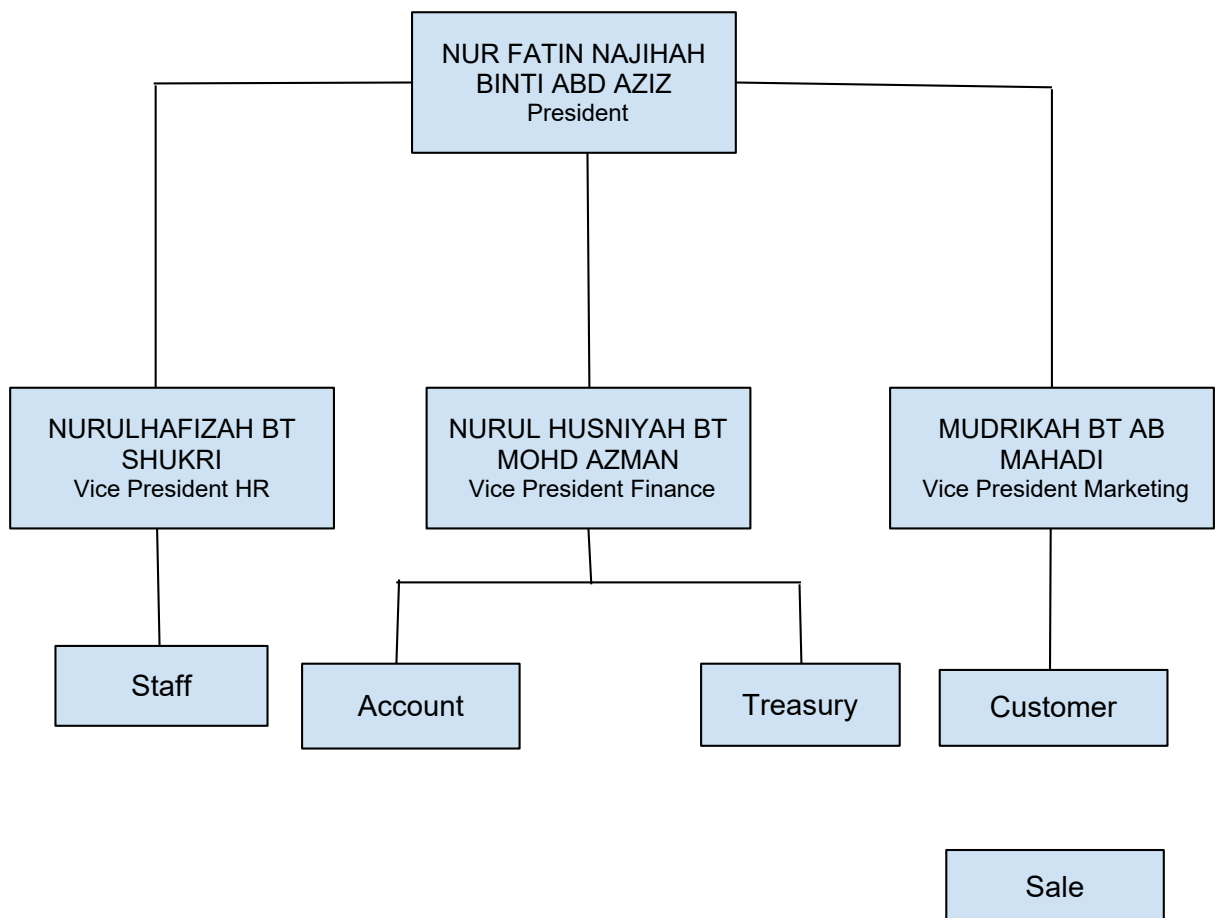 NUR FATIN NAJIHAH
BINTI ABD AZIZ
President
NURULHAFIZAH BT
SHUKRI
Vice President HR
NURUL HUSNIYAH BT
MOHD AZMAN
Vice President Finance
MUDRIKAH BT AB
MAHADI
Vice President Marketing
Staff
Account
Treasury
Customer
Sale